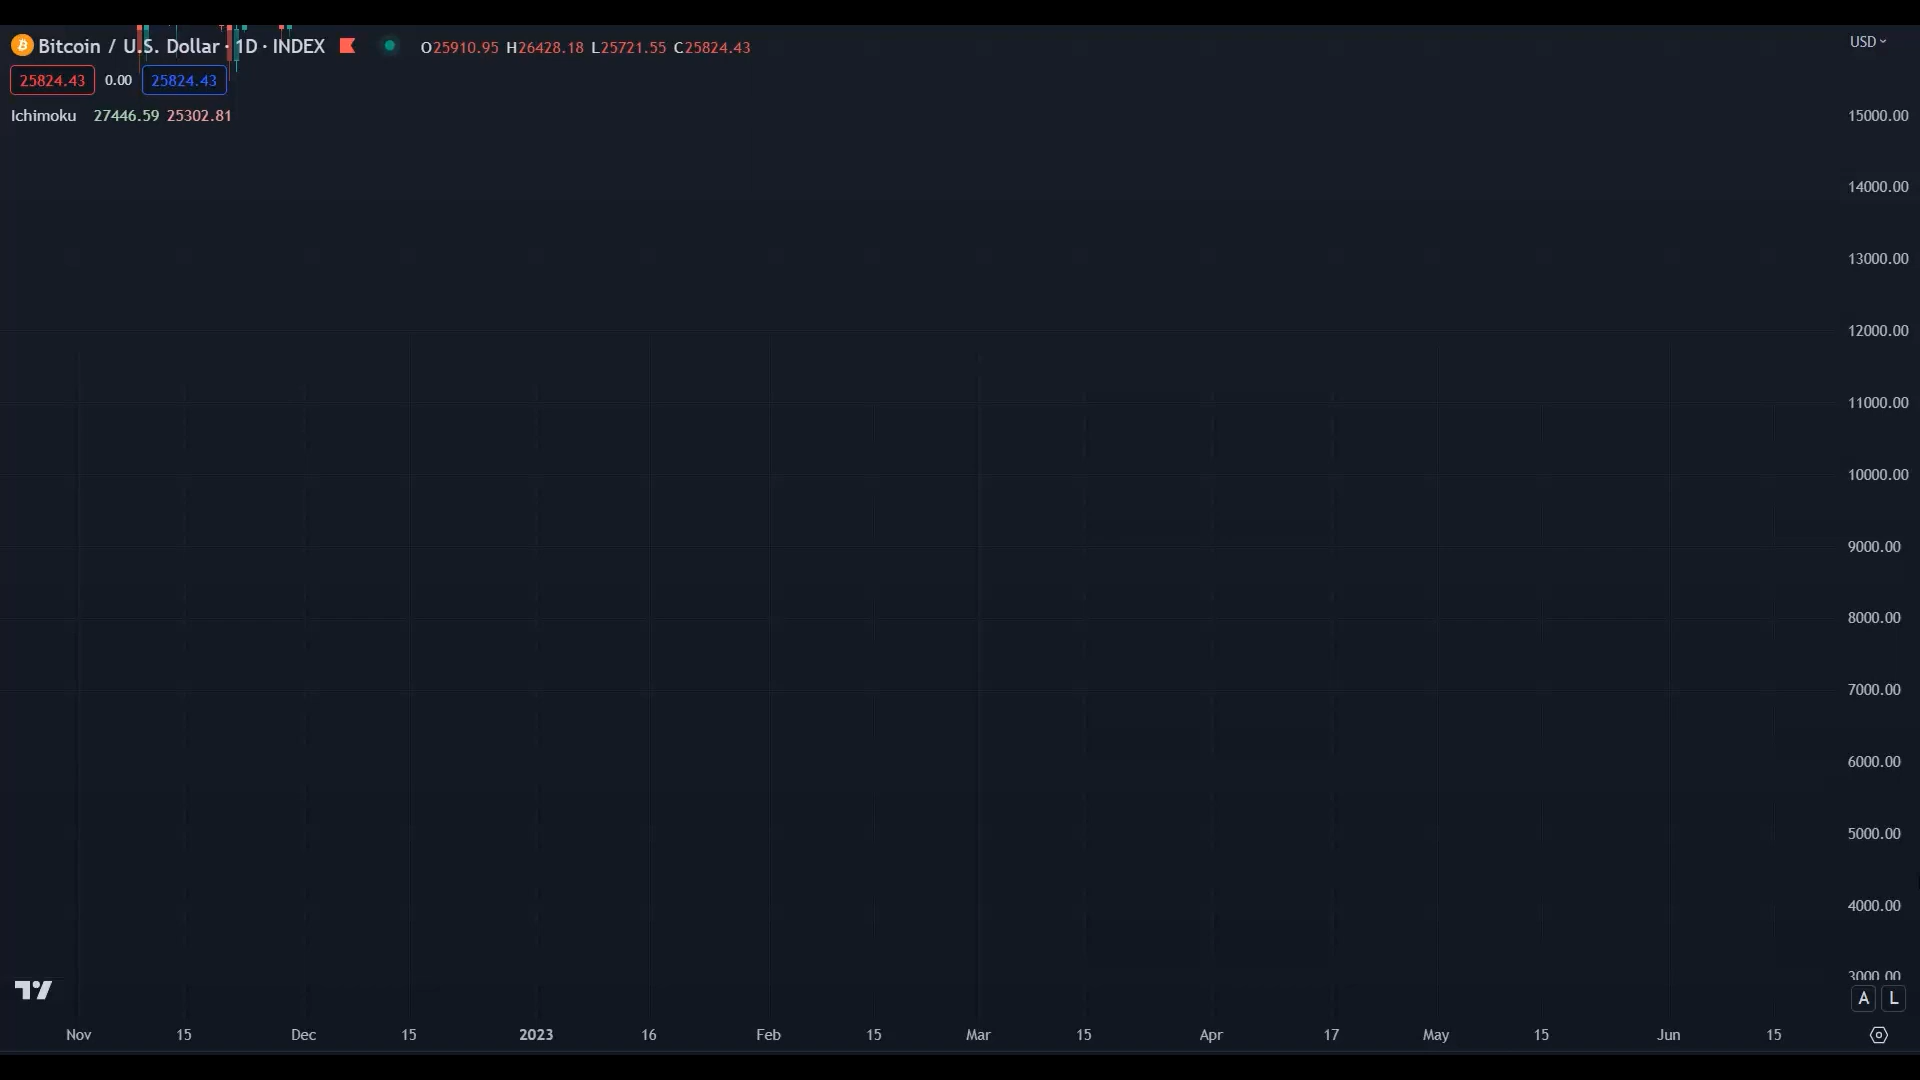 Bitcoin / U.S. Dollar · 1D · INDEX O25910.95 H26428.18 L25721.55 C25824.43
USD
25824.43 0.00 25824.43
Ichimoku 27446.59 25302.81
15000.00
14000.00
13000.00
12000.00
11000.00
10000.00
9000.00
8000.00
7000.00
6000.00
5000.00
4000.00
3000.00
A L
Nov 15 Dec 15 2023 16 Feb 15 Mar 15 Apr 17 May 15 Jun 15